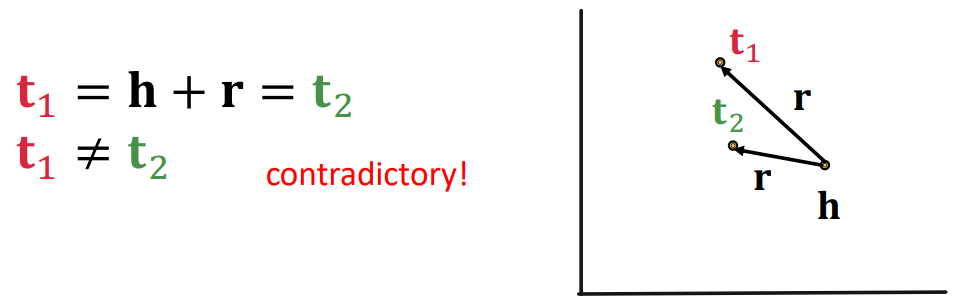 t₁ = h + r = t₂
t₁ ≠ t₂
contradictory!
t₁
r
t₂
r
h